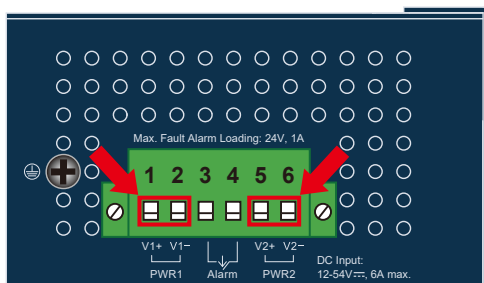 Max. Fault Alarm Loading: 24V, 1A
1 2 3 4 5 6
V1+ V1− V2+ V2−
PWR1 Alarm PWR2
DC Input:
12-54V⎓, 6A max.